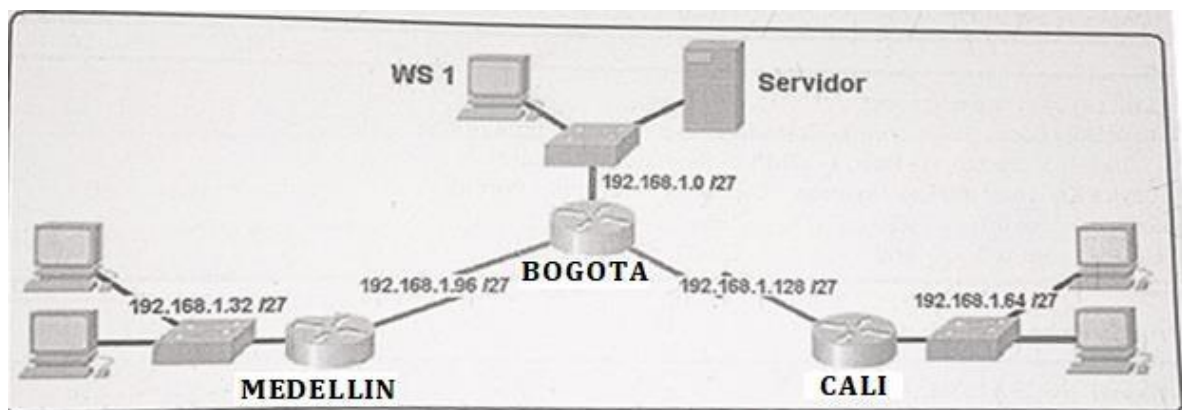 WS 1
Servidor
192.168.1.0 /27
BOGOTA
192.168.1.96 /27
192.168.1.128 /27
192.168.1.32 /27
192.168.1.64 /27
MEDELLIN
CALI